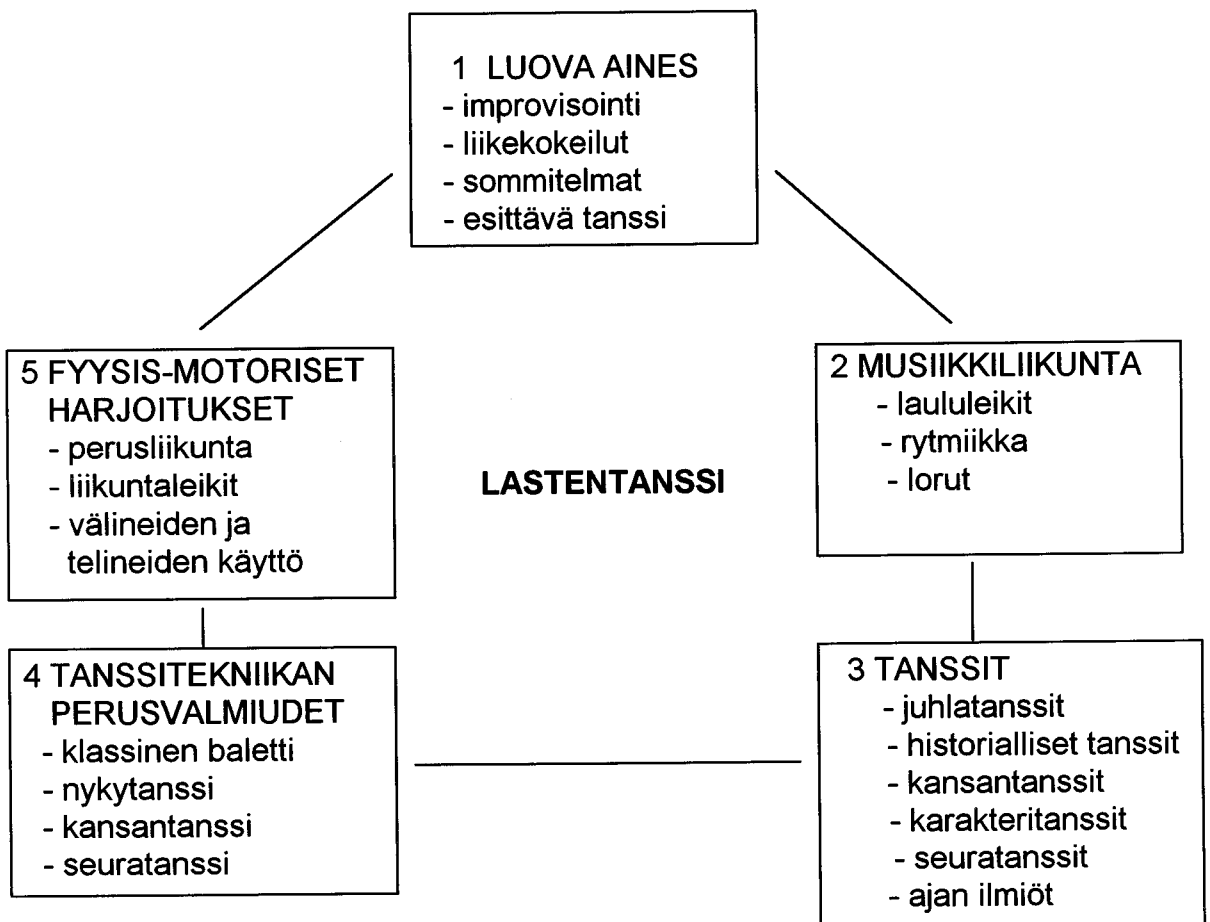 1 LUOVA AINES
- improvisointi
- liikekokeilut
- sommitelmat
- esittävä tanssi
5 FYYSIS-MOTORISET
HARJOITUKSET
- perusliikunta
- liikuntaleikit
- välineiden ja
telineiden käyttö
LASTENTANSSI
2 MUSIIKKILIIKUNTA
- laululeikit
- rytmiikka
- lorut
4 TANSSITEKNIIKAN
PERUSVALMIUDET
- klassinen baletti
- nykytanssi
- kansantanssi
- seuratanssi
3 TANSSIT
- juhlatanssit
- historialliset tanssit
- kansantanssit
- karakteritanssit
- seuratanssit
- ajan ilmiöt